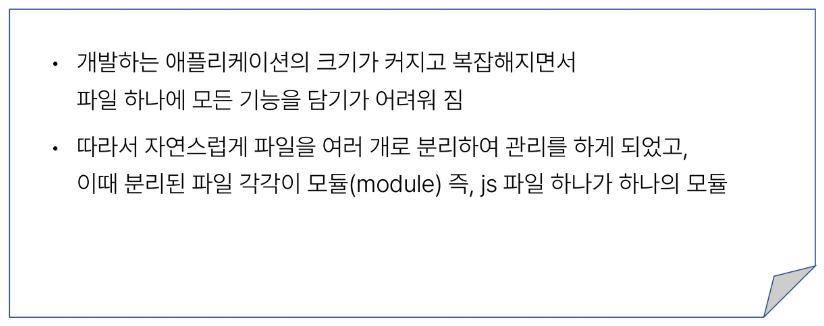 • 개발하는 애플리케이션의 크기가 커지고 복잡해지면서
파일 하나에 모든 기능을 담기가 어려워 짐
• 따라서 자연스럽게 파일을 여러 개로 분리하여 관리를 하게 되었고,
이때 분리된 파일 각각이 모듈(module) 즉, js 파일 하나가 하나의 모듈